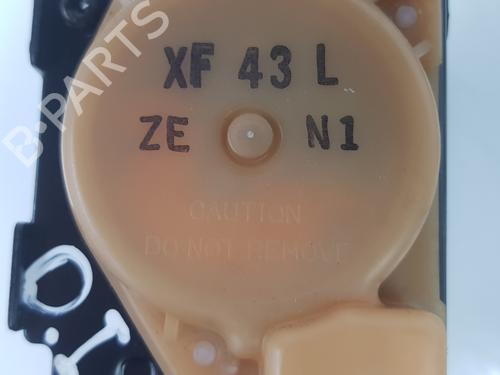 B-PARTS
XF 43 L
ZE N1
CAUTION
DO NOT REMOVE